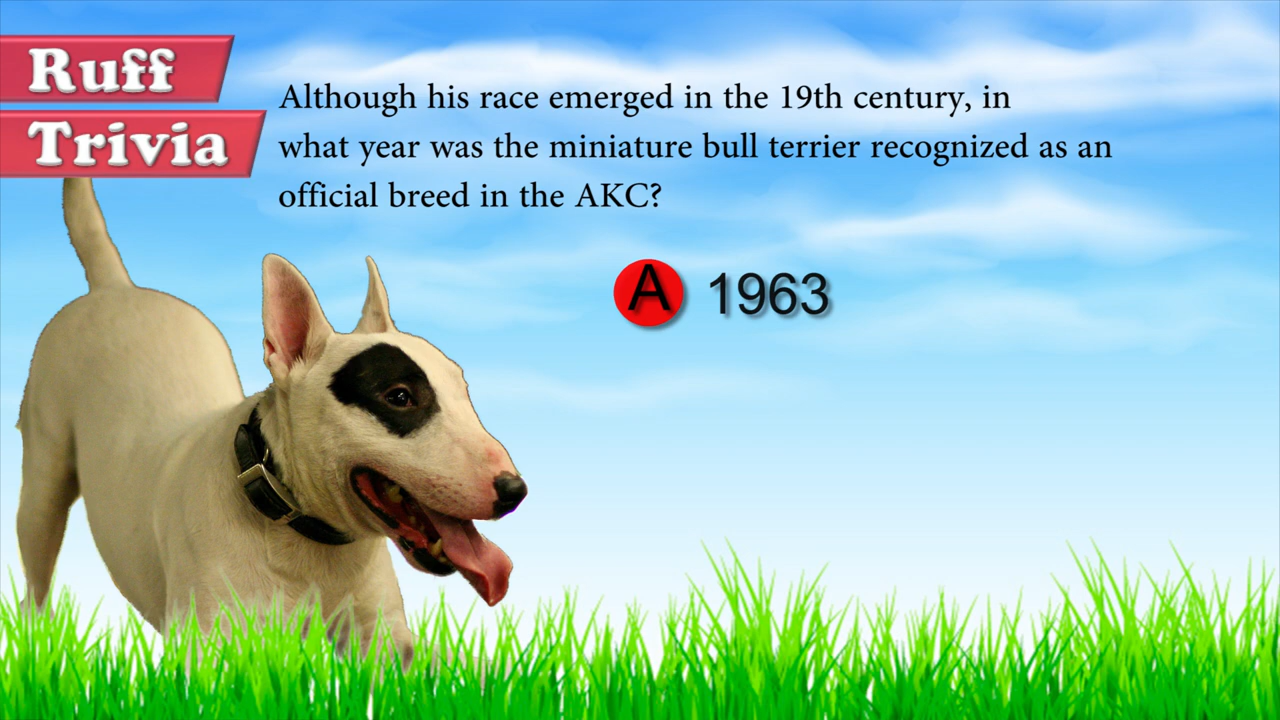 Ruff
Trivia
Although his race emerged in the 19th century, in
what year was the miniature bull terrier recognized as an
official breed in the AKC?
A 1963